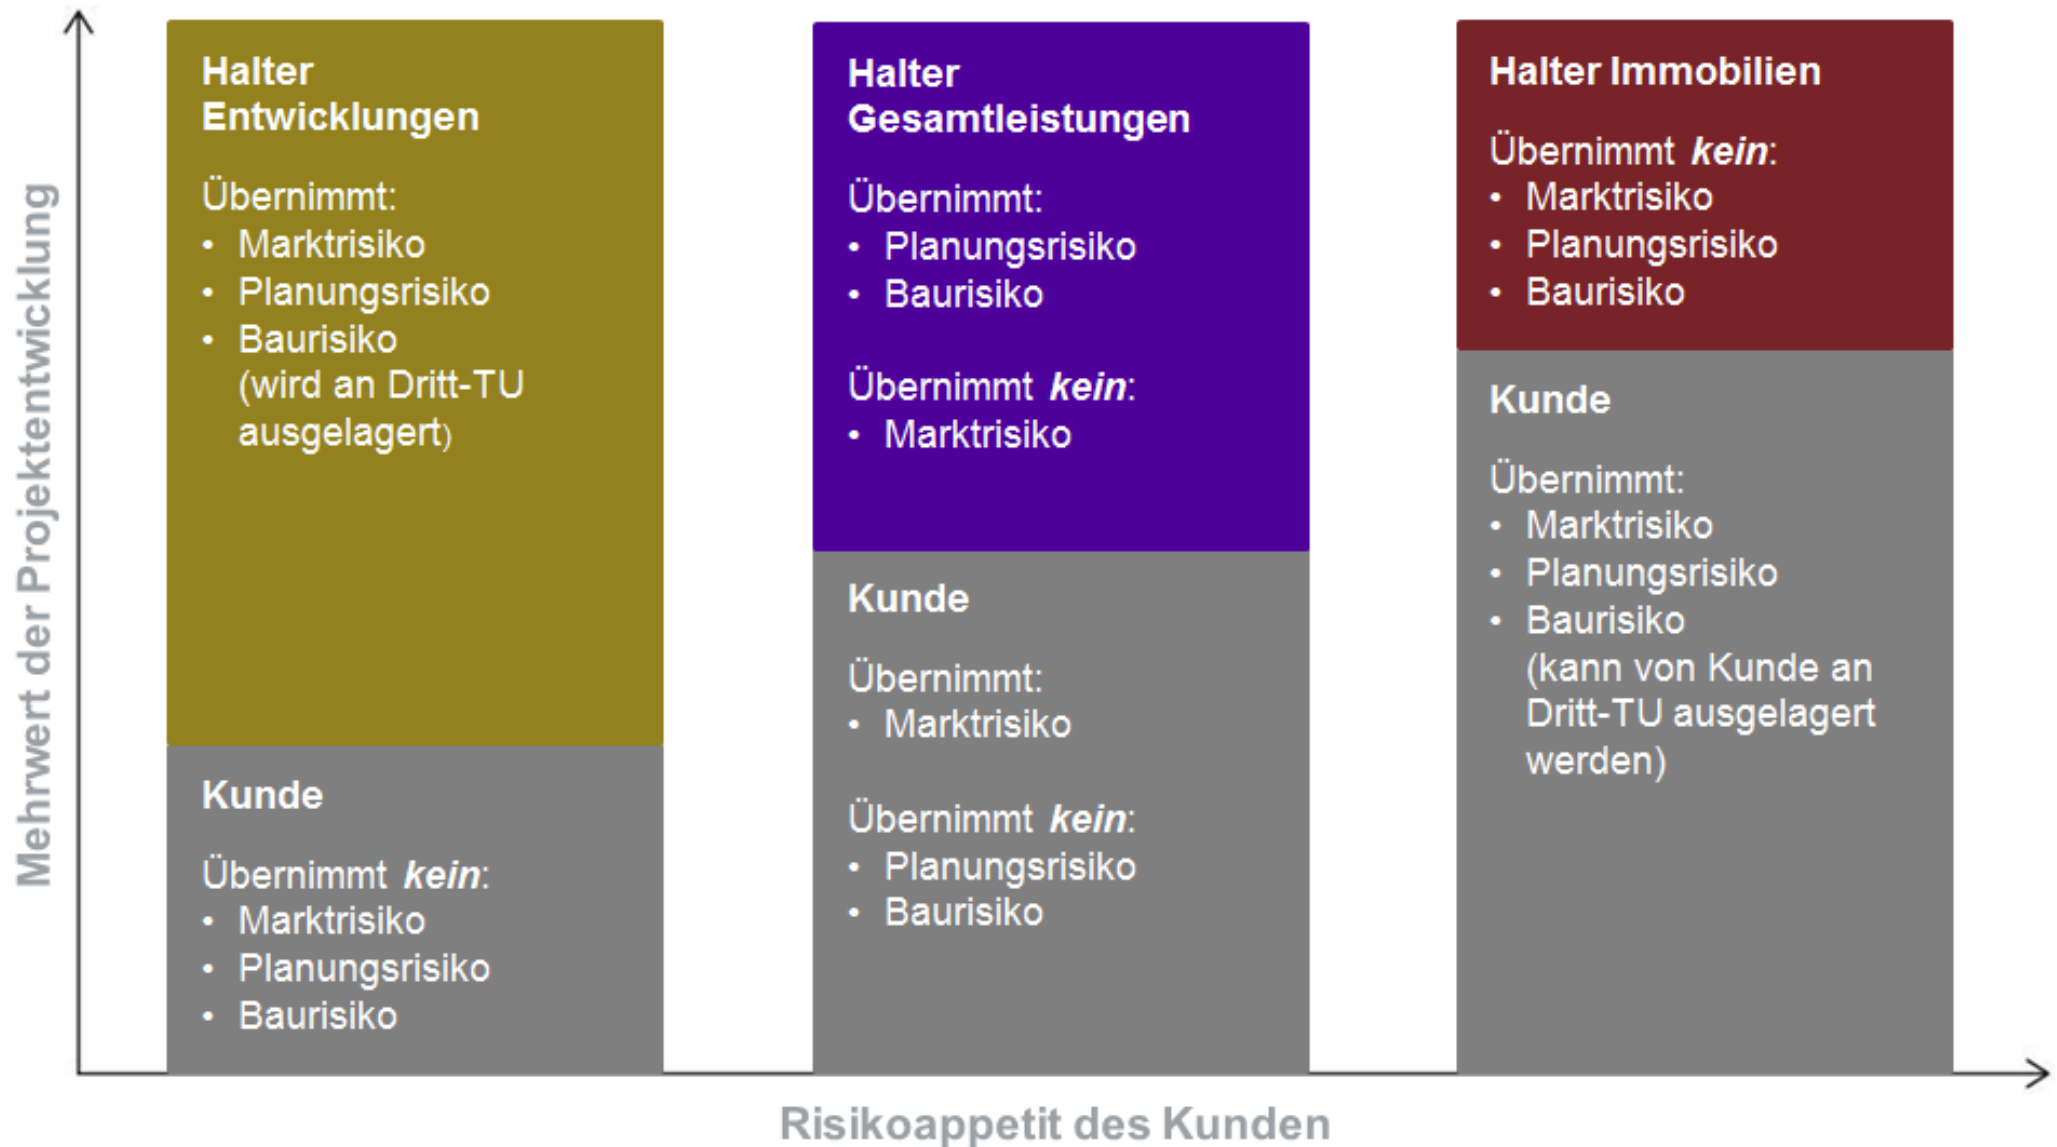 Mehrwert der Projektentwicklung
Halter
Entwicklungen
Übernimmt:
• Marktrisiko
• Planungsrisiko
• Baurisiko
(wird an Dritt-TU
ausgelagert)
Kunde
Übernimmt kein:
• Marktrisiko
• Planungsrisiko
• Baurisiko
Halter
Gesamtleistungen
Übernimmt:
• Planungsrisiko
• Baurisiko
Übernimmt kein:
• Marktrisiko
Kunde
Übernimmt:
• Marktrisiko
Übernimmt kein:
• Planungsrisiko
• Baurisiko
Halter Immobilien
Übernimmt kein:
• Marktrisiko
• Planungsrisiko
• Baurisiko
Kunde
Übernimmt:
• Marktrisiko
• Planungsrisiko
• Baurisiko
(kann von Kunde an
Dritt-TU ausgelagert
werden)
Risikoappetit des Kunden